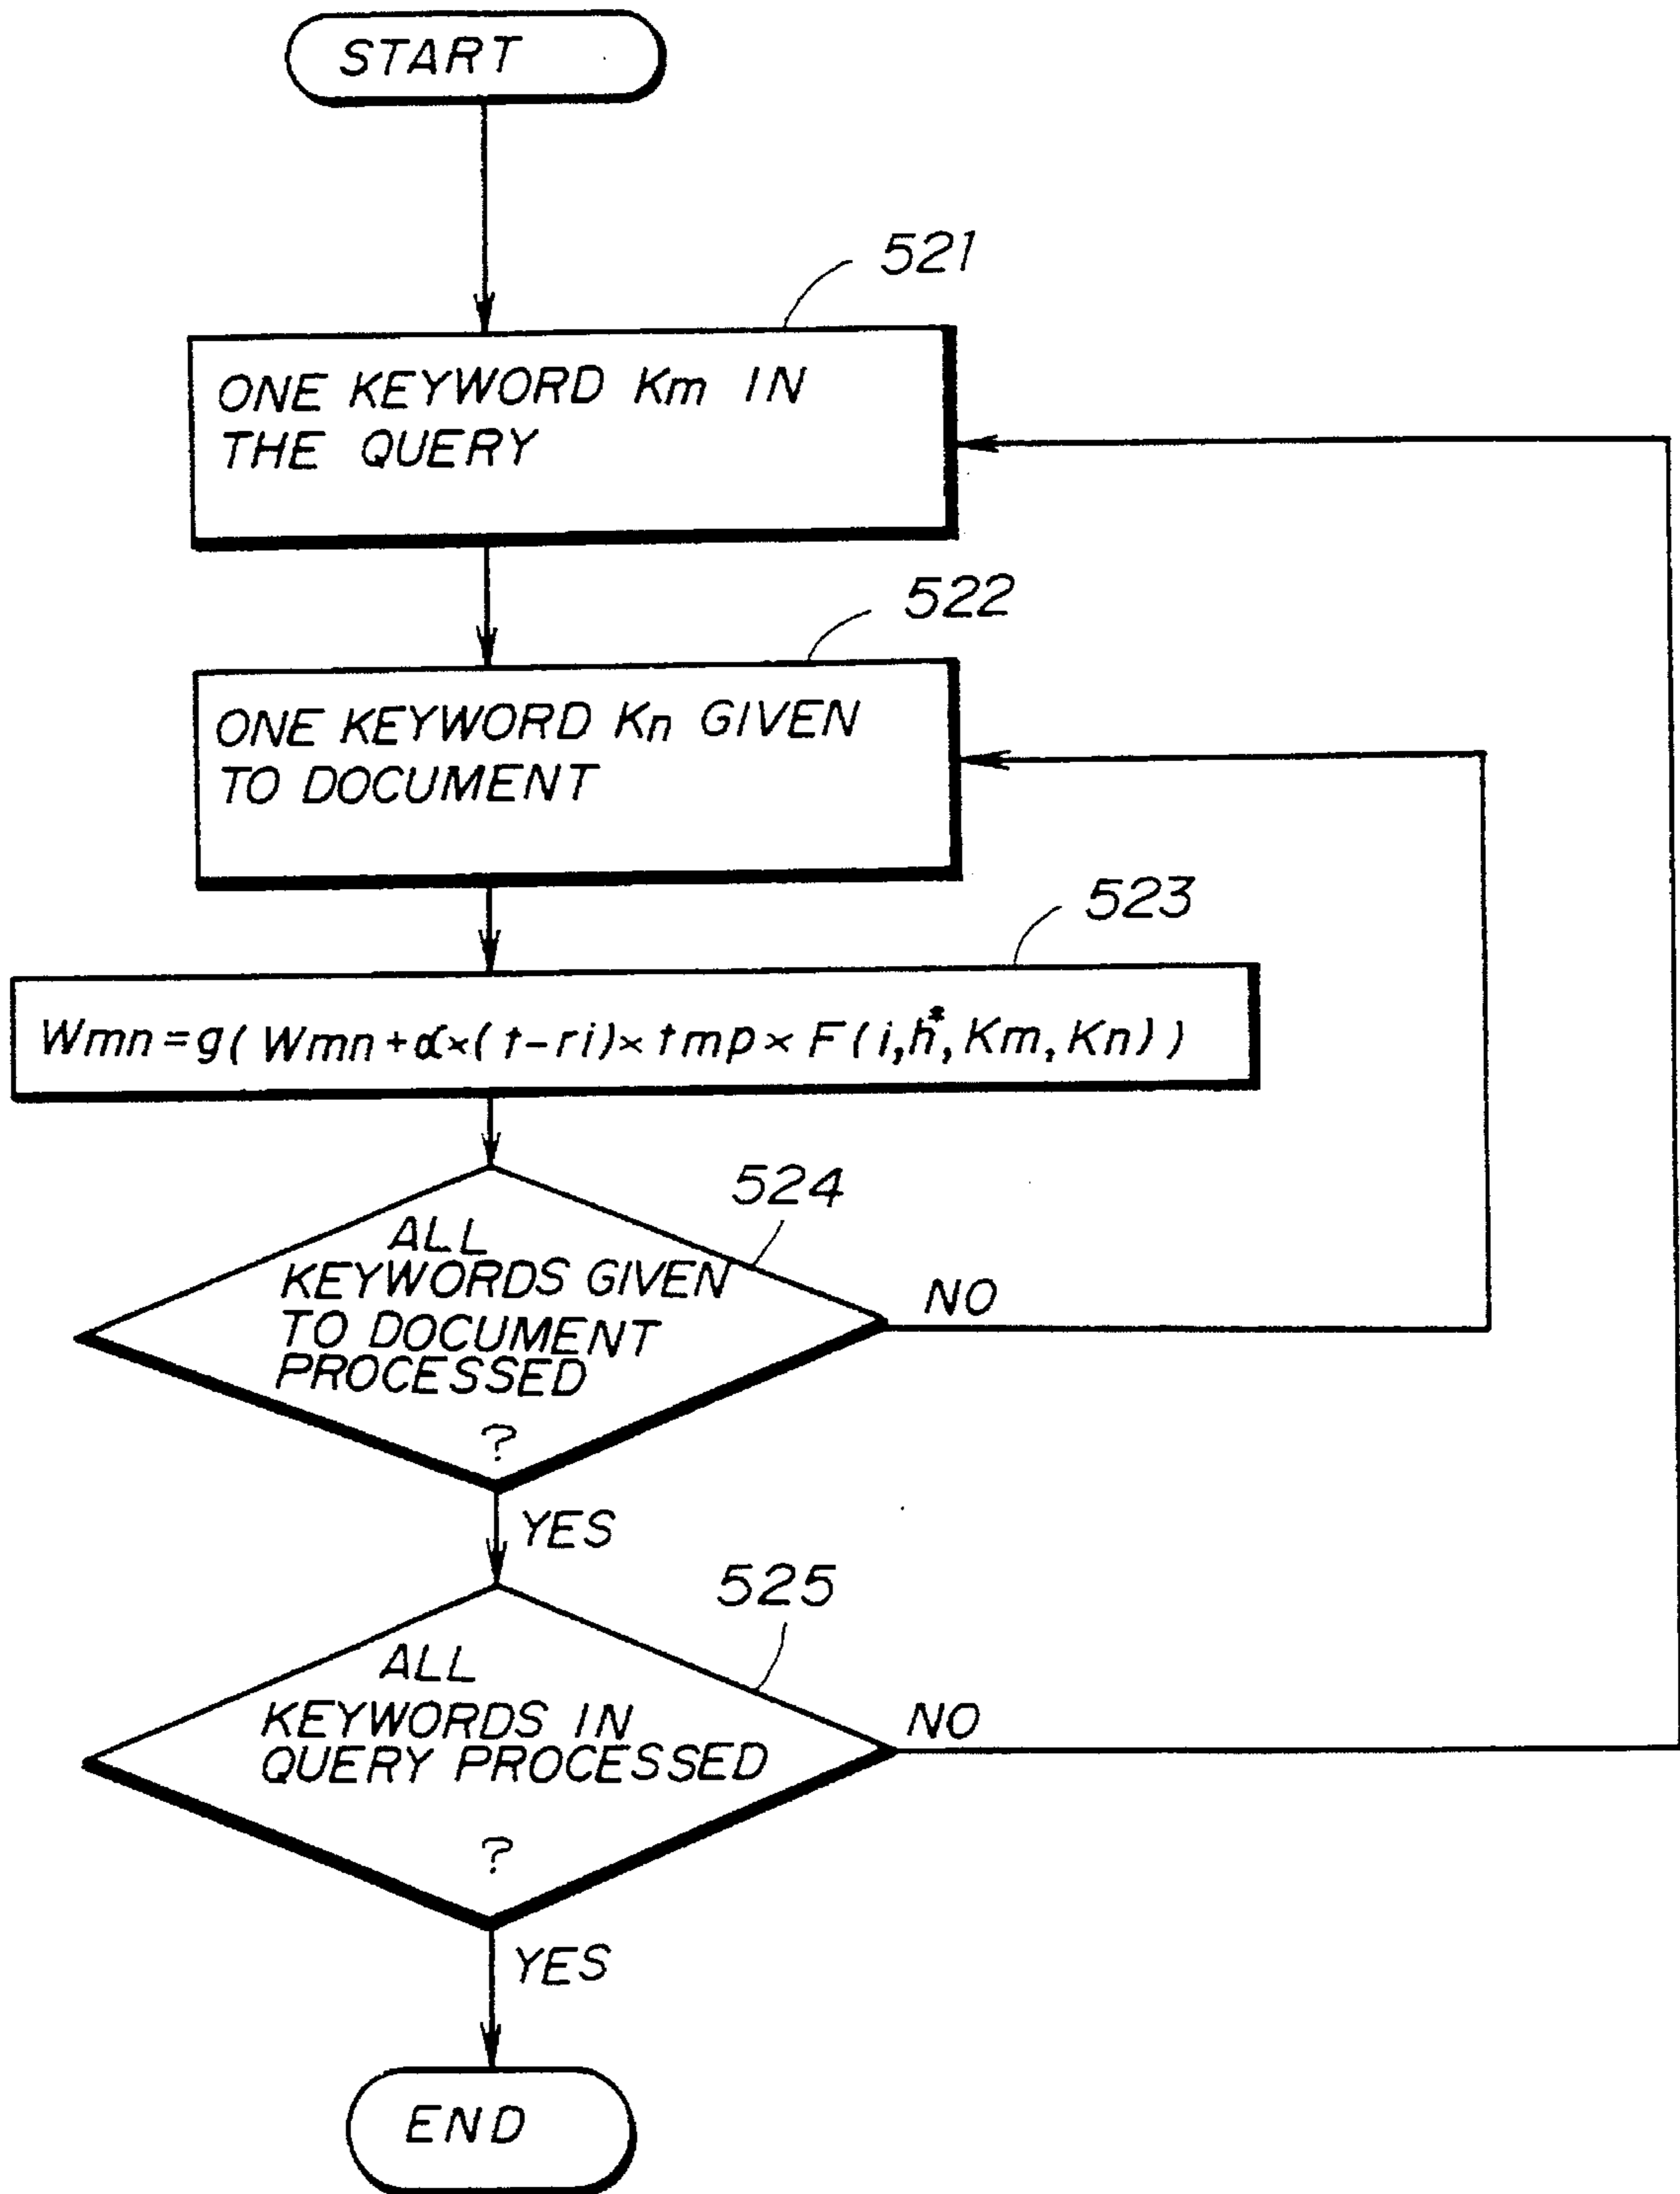 START
521
ONE KEYWORD Km IN
THE QUERY
522
ONE KEYWORD Kn GIVEN
TO DOCUMENT
523
Wmn=g(Wmn+α×(t-ri)×tmp×F(i,h*,Km,Kn))
524
ALL
KEYWORDS GIVEN
TO DOCUMENT
PROCESSED
?
NO
YES
525
ALL
KEYWORDS IN
QUERY PROCESSED
?
NO
YES
END